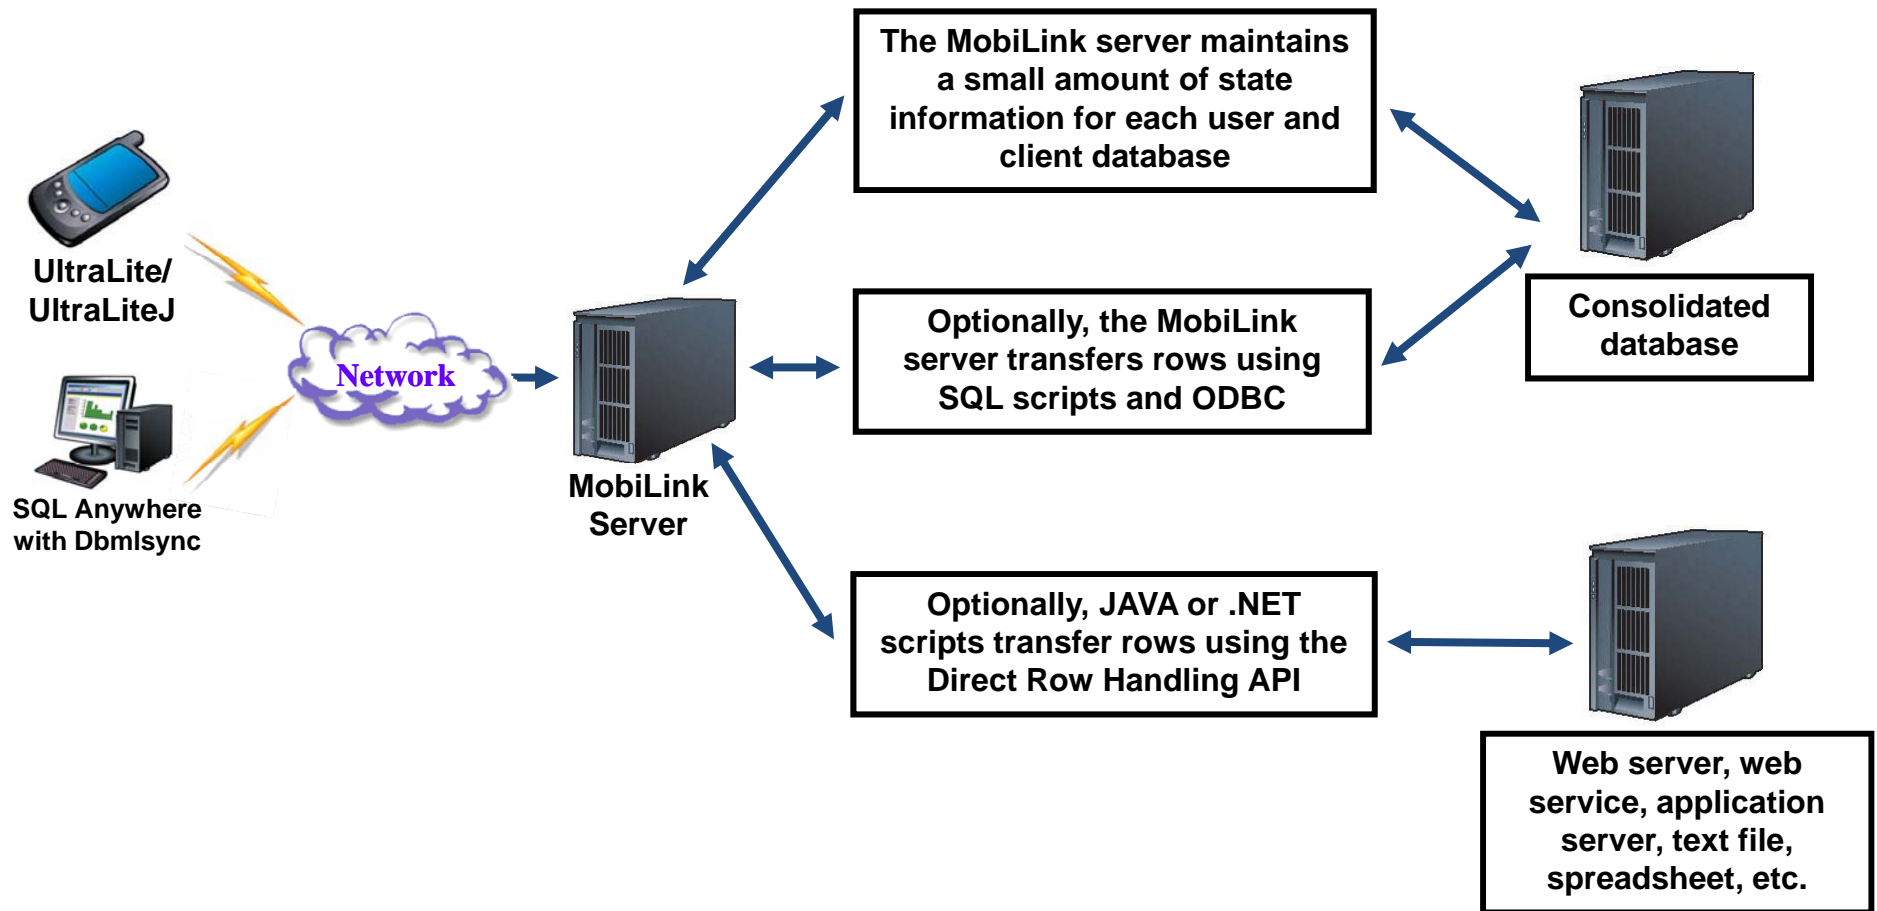 The MobiLink server maintains
a small amount of state
information for each user and
client database
UltraLite/
UltraLiteJ
Network
SQL Anywhere
with Dbmlsync
MobiLink
Server
Optionally, the MobiLink
server transfers rows using
SQL scripts and ODBC
Consolidated
database
Optionally, JAVA or .NET
scripts transfer rows using the
Direct Row Handling API
Web server, web
service, application
server, text file,
spreadsheet, etc.